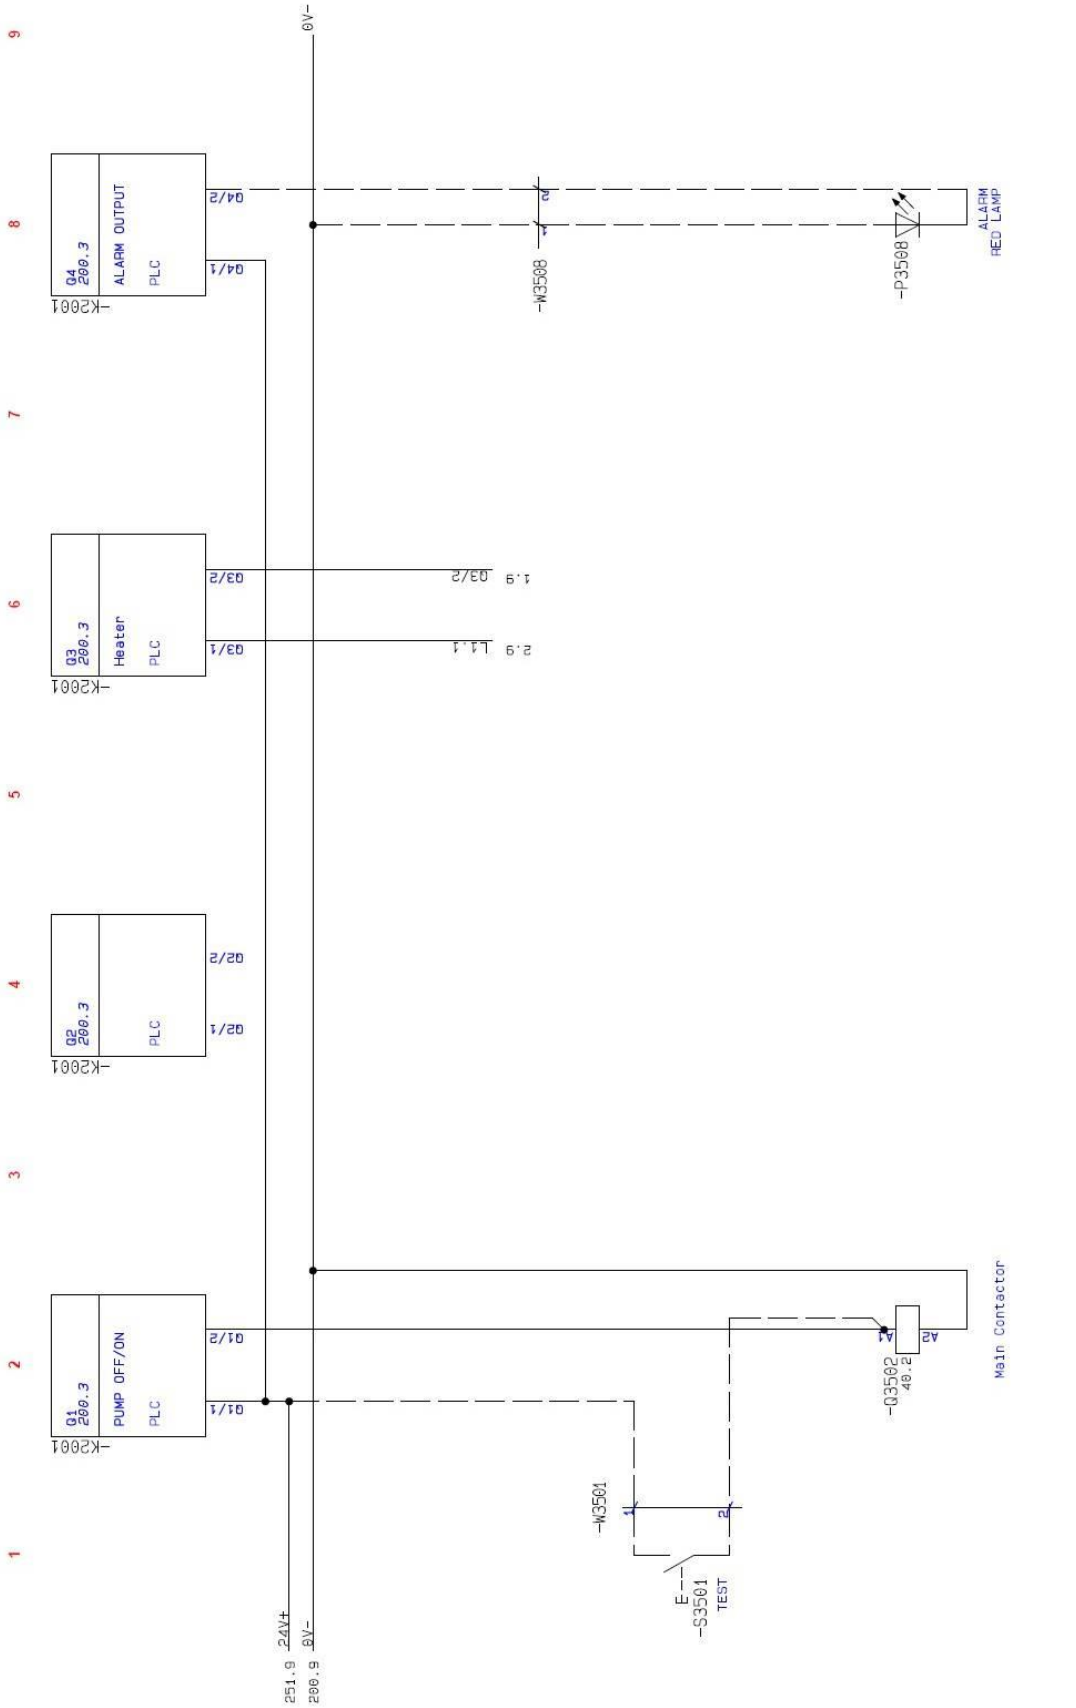 1 2 3 4 5 6 7 8 9
-K2001
Q1
200.3
PUMP OFF/ON
PLC
Q1/1 Q1/2
-K2001
Q2
200.3
PLC
Q2/1 Q2/2
-K2001
Q3
200.3
Heater
PLC
Q3/1 Q3/2
-K2001
Q4
200.3
ALARM OUTPUT
PLC
Q4/1 Q4/2
251.9 24V+
200.9 0V-
0V-
L1.1 Q3/2
2.9 1.9
-W3508
1 2
-W3501
1
2
-S3501
TEST
-Q3502
40.2
A1
A2
Main Contactor
-P3508
ALARM
RED LAMP